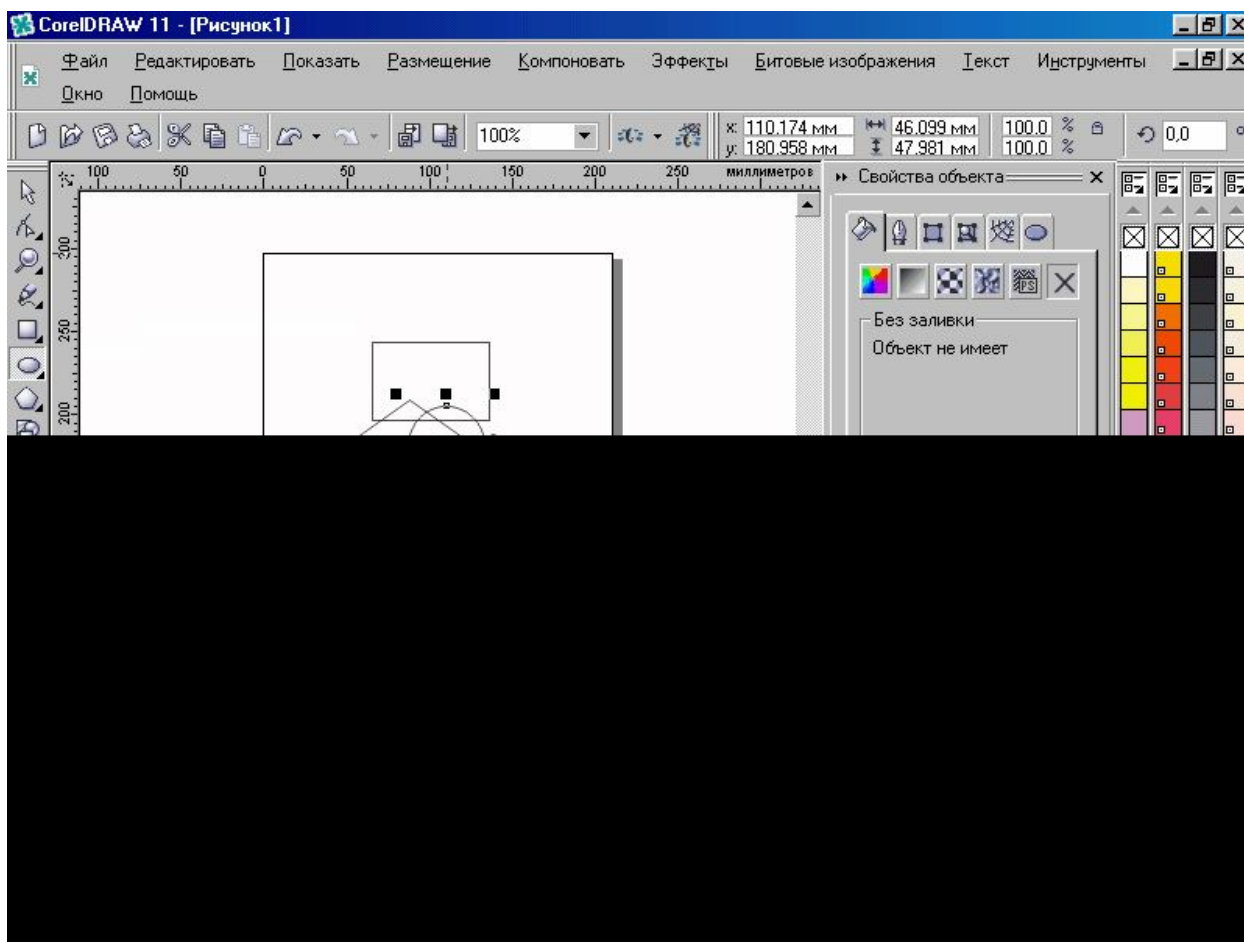 CorelDRAW 11 - [Рисунок1]
Файл Редактировать Показать Размещение Компоновать Эффекты Битовые изображения Текст Инструменты
Окно Помощь
100%
x: 110.174 мм 46.099 мм 100.0 % 0,0 °
y: 180.958 мм 47.981 мм 100.0 %
100 50 0 50 100 150 200 250 миллиметров
Свойства объекта
300
250
200
PS
Без заливки
Объект не имеет